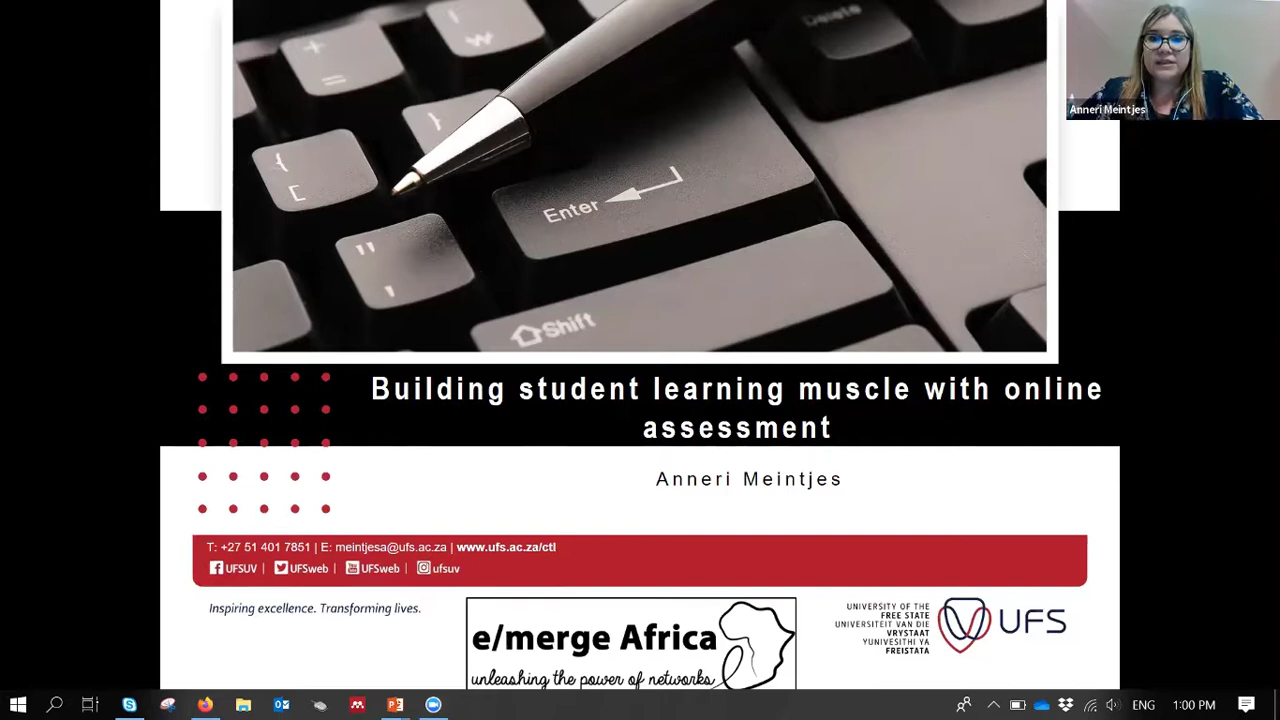 Delete
+
=
{
[
}
"
'
Enter
Shift
Anneri Meintjes
Building student learning muscle with online
assessment
Anneri Meintjes
T: +27 51 401 7851 | E: meintjesa@ufs.ac.za | www.ufs.ac.za/ctl
UFSUV | UFSweb | UFSweb | ufsuv
Inspiring excellence. Transforming lives.
e/merge Africa
unleashing the power of networks
UNIVERSITY OF THE
FREE STATE
UNIVERSITEIT VAN DIE
VRYSTAAT
YUNIVESITHI YA
FREISTATA
UFS
ENG
1:00 PM